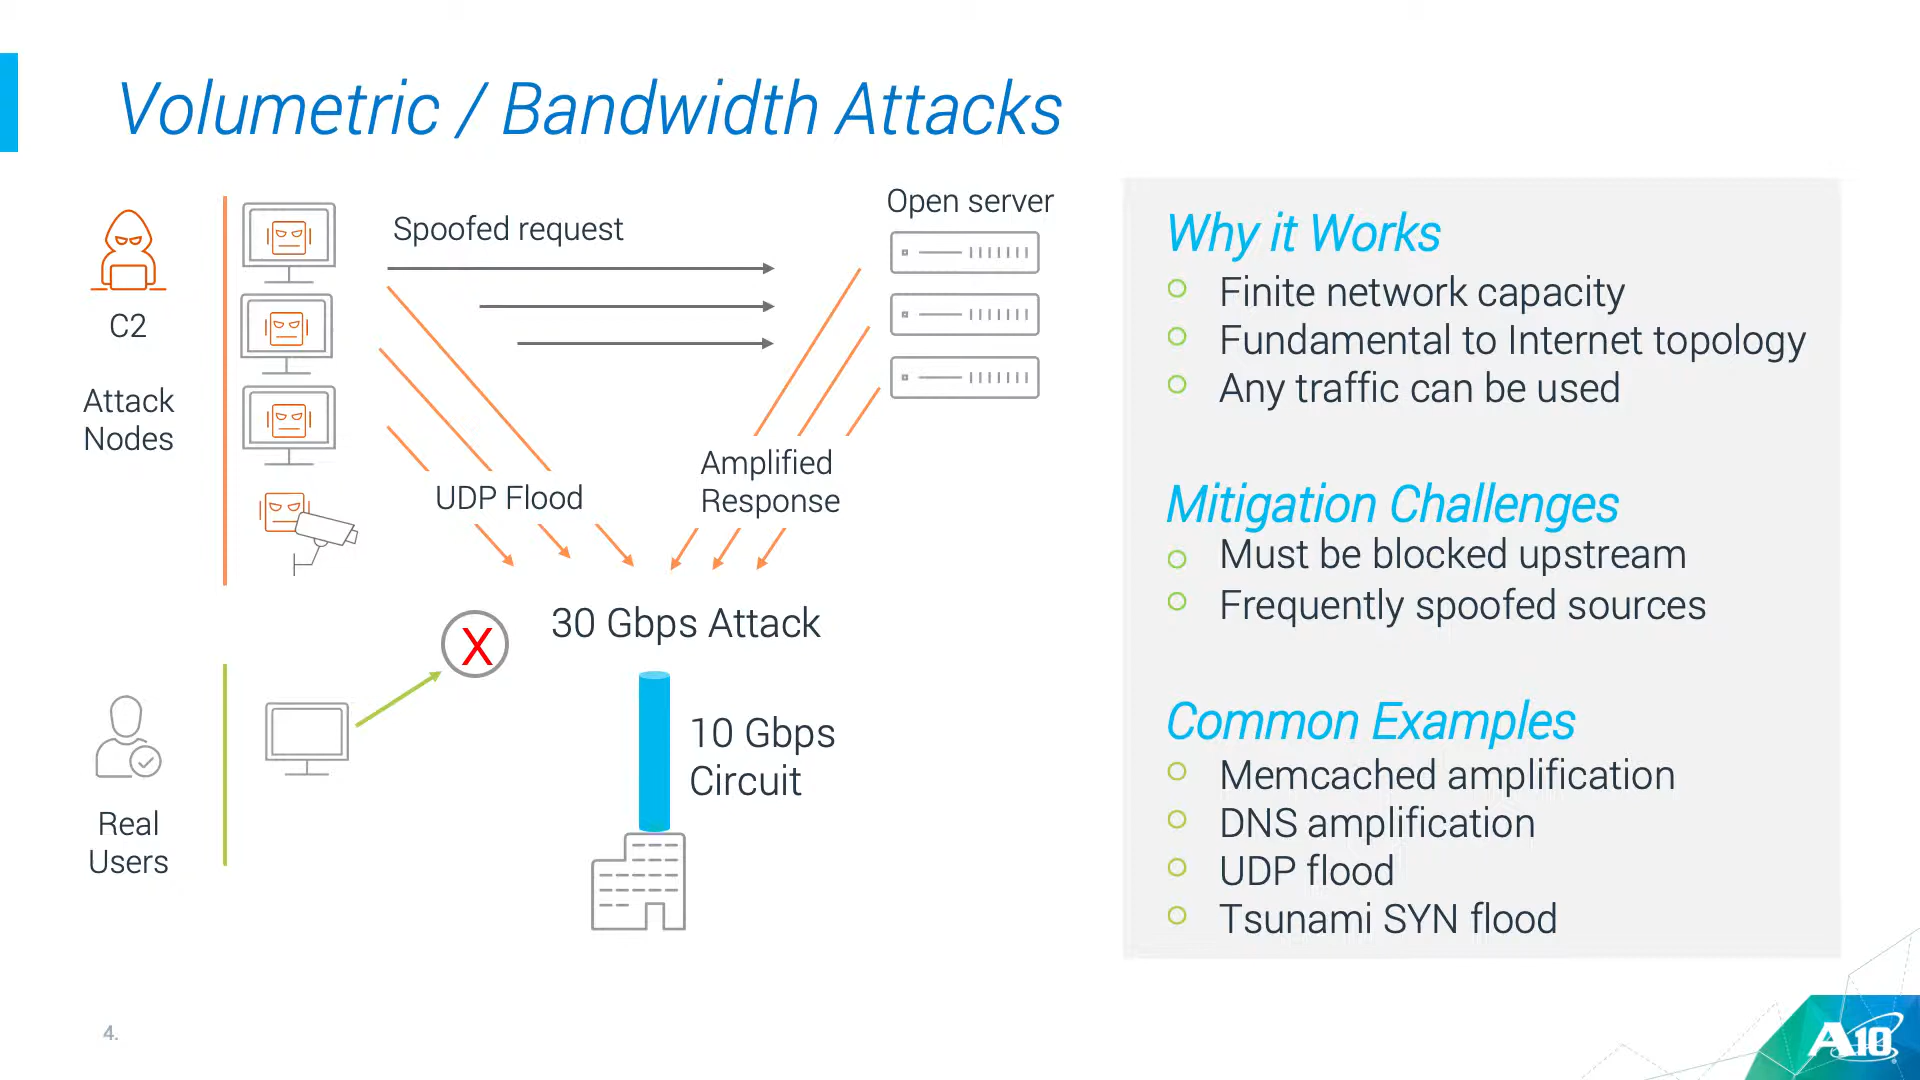 Volumetric / Bandwidth Attacks
C2
Attack
Nodes
Spoofed request
Open server
UDP Flood
Amplified
Response
30 Gbps Attack
X
10 Gbps
Circuit
Real
Users
Why it Works
Finite network capacity
Fundamental to Internet topology
Any traffic can be used
Mitigation Challenges
Must be blocked upstream
Frequently spoofed sources
Common Examples
Memcached amplification
DNS amplification
UDP flood
Tsunami SYN flood
4.
A10